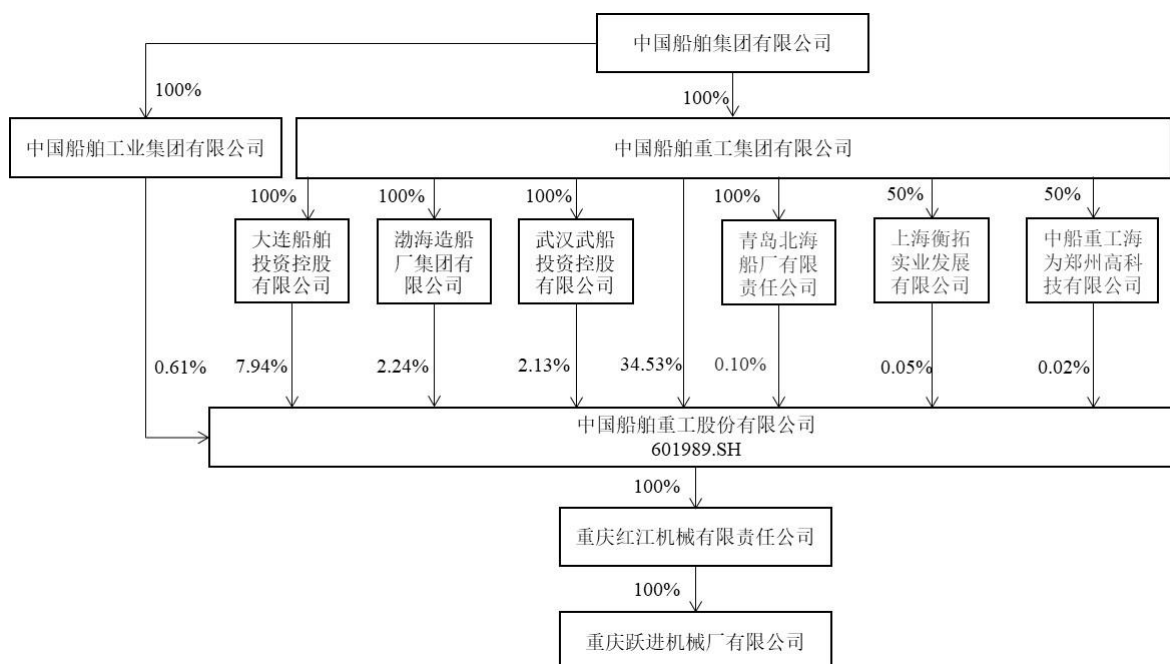 中国船舶集团有限公司
100%
100%
中国船舶工业集团有限公司
中国船舶重工集团有限公司
100%
100%
100%
100%
50%
50%
大连船舶
投资控股
有限公司
渤海造船
厂集团有
限公司
武汉武船
投资控股
有限公司
青岛北海
船厂有限
责任公司
上海衡拓
实业发展
有限公司
中船重工海
为郑州高科
技有限公司
0.61%
7.94%
2.24%
2.13%
34.53%
0.10%
0.05%
0.02%
中国船舶重工股份有限公司
601989.SH
100%
重庆红江机械有限责任公司
100%
重庆跃进机械厂有限公司